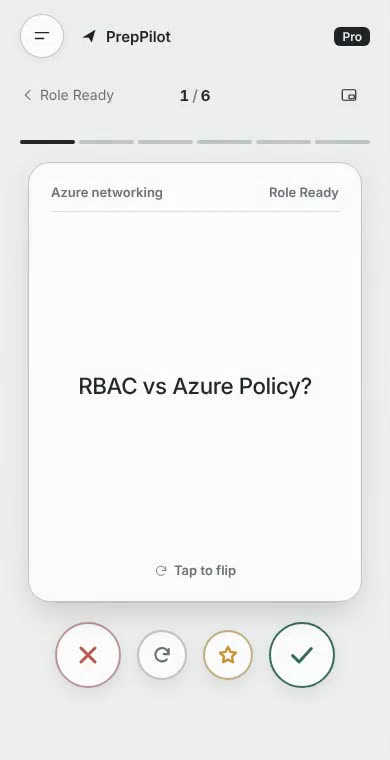 PrepPilot
Pro
Role Ready
1 / 6
Azure networking
Role Ready
RBAC vs Azure Policy?
Tap to flip